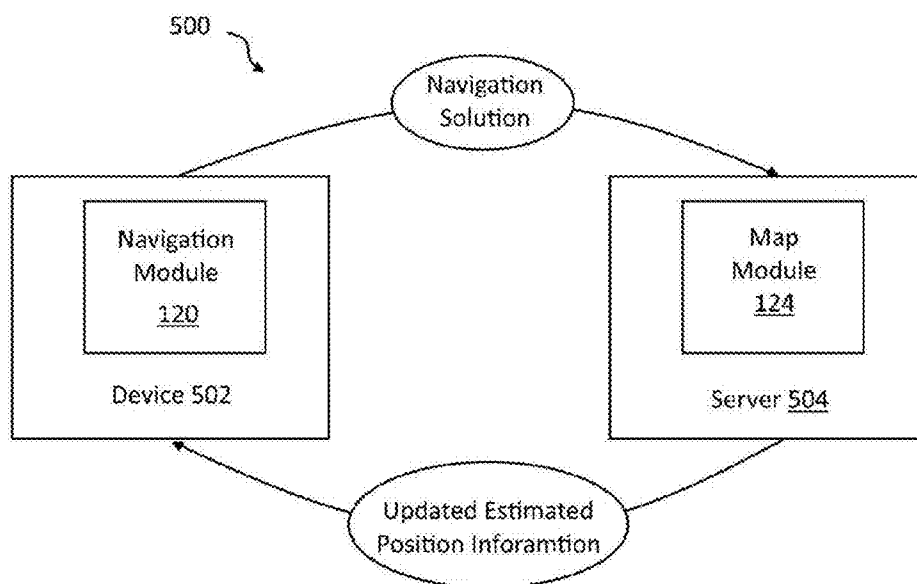 500
Navigation
Solution
Navigation
Module
120
Device 502
Map
Module
124
Server 504
Updated Estimated
Position Inforamtion